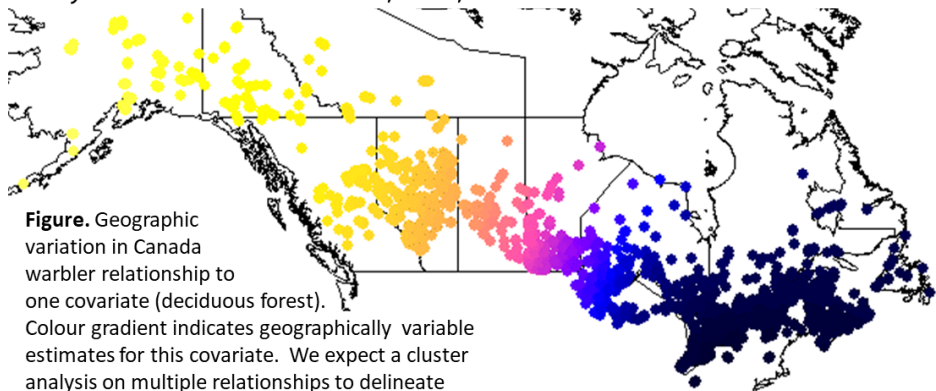 Figure. Geographic
variation in Canada
warbler relationship to
one covariate (deciduous forest).
Colour gradient indicates geographically variable
estimates for this covariate. We expect a cluster
analysis on multiple relationships to delineate